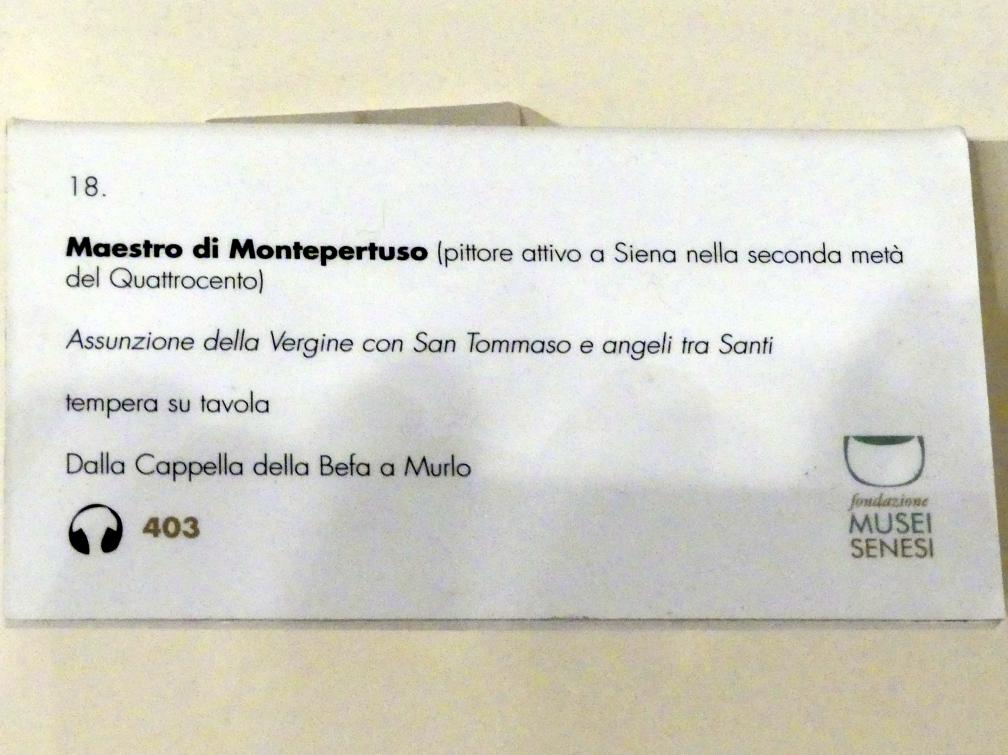 18.
Maestro di Montepertuso (pittore attivo a Siena nella seconda metà
del Quattrocento)
Assunzione della Vergine con San Tommaso e angeli tra Santi
tempera su tavola
Dalla Cappella della Befa a Murlo
403
fondazione
MUSEI
SENESI